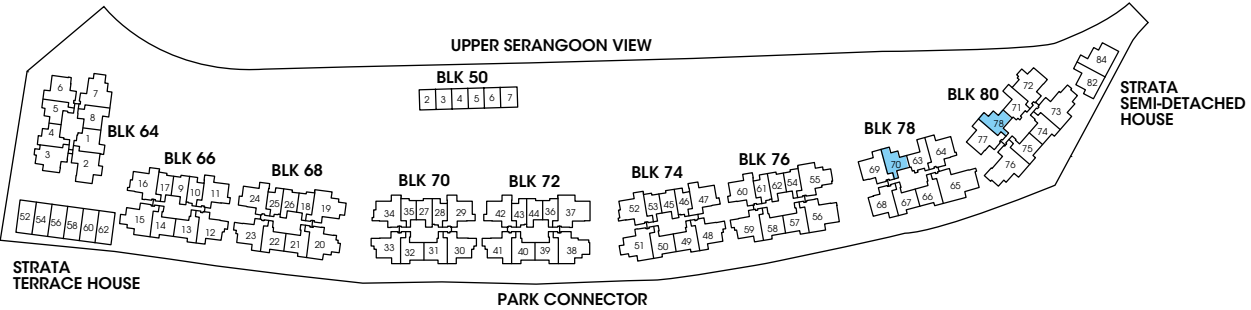 UPPER SERANGOON VIEW
BLK 50
2 3 4 5 6 7
BLK 64
6 7
5 8
4 1
3 2
BLK 66
16 17 9 10 11
15 14 13 12
BLK 68
24 25 26 18 19
23 22 21 20
BLK 70
34 35 27 28 29
33 32 31 30
BLK 72
42 43 44 36 37
41 40 39 38
BLK 74
52 53 45 46 47
51 50 49 48
BLK 76
60 61 62 54 55
59 58 57 56
BLK 78
69 70 63 64
68 67 66 65
BLK 80
72
71 73
78 74
77 75
76
84
82
STRATA
SEMI-DETACHED
HOUSE
52 54 56 58 60 62
STRATA
TERRACE HOUSE
PARK CONNECTOR